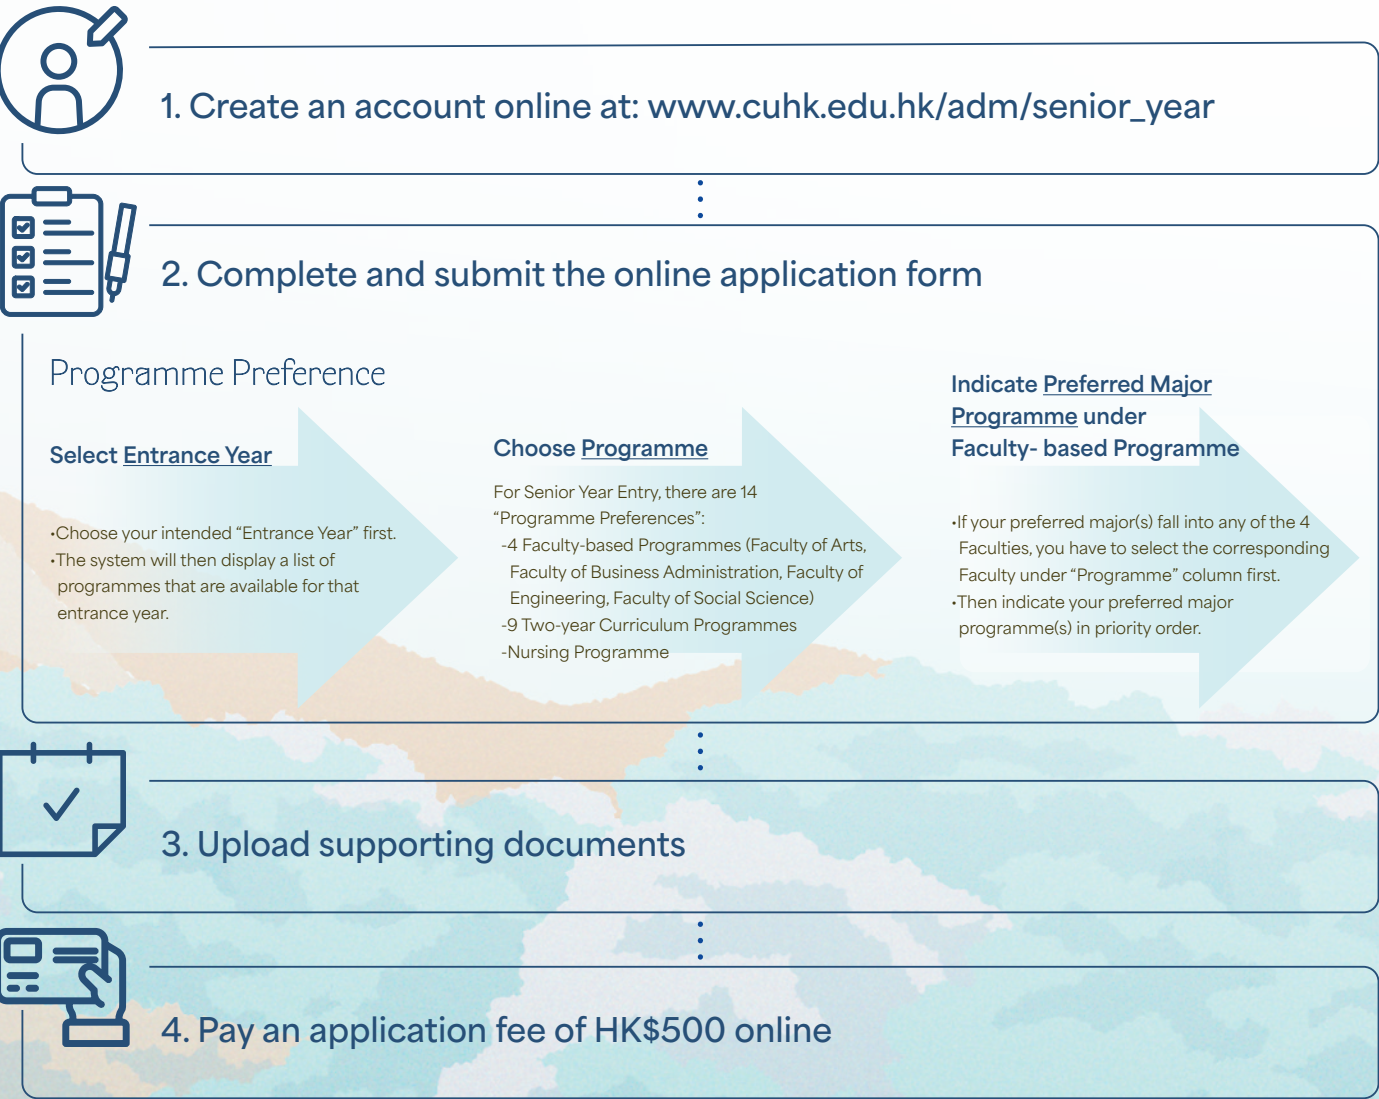 1. Create an account online at: www.cuhk.edu.hk/adm/senior_year
2. Complete and submit the online application form
Programme Preference
Select Entrance Year
•Choose your intended “Entrance Year” first.
•The system will then display a list of
programmes that are available for that
entrance year.
Choose Programme
For Senior Year Entry, there are 14
“Programme Preferences”:
-4 Faculty-based Programmes (Faculty of Arts,
Faculty of Business Administration, Faculty of
Engineering, Faculty of Social Science)
-9 Two-year Curriculum Programmes
-Nursing Programme
Indicate Preferred Major
Programme under
Faculty- based Programme
•If your preferred major(s) fall into any of the 4
Faculties, you have to select the corresponding
Faculty under “Programme” column first.
•Then indicate your preferred major
programme(s) in priority order.
3. Upload supporting documents
4. Pay an application fee of HK$500 online